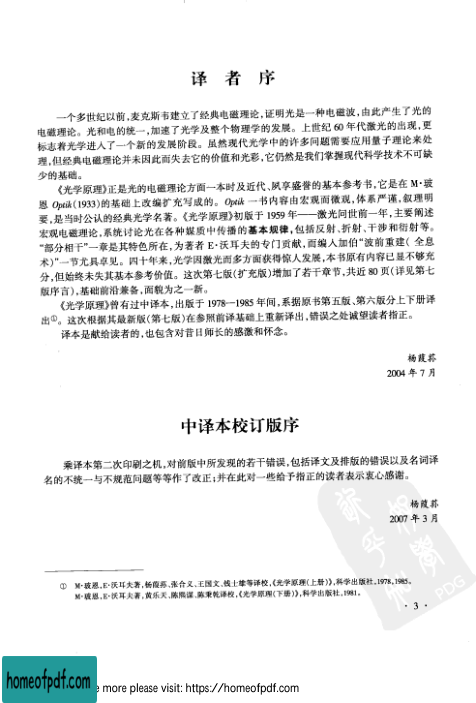 译者序
一个多世纪以前,麦克斯韦建立了经典电磁理论,证明光是一种电磁波,由此产生了光的
电磁理论。光和电的统一,加速了光学及整个物理学的发展。上世纪 60 年代激光的出现,更
标志着光学进入了一个新的发展阶段。虽然现代光学中的许多问题需要应用量子理论来处
理,但经典电磁理论并未因此而失去它的价值和光彩,它仍然是我们掌握现代科学技术不可缺
少的基础。
《光学原理》正是光的电磁理论方面一本时及近代、夙享盛誉的基本参考书,它是在 M·玻
恩 Optik(1933)的基础上改编扩充写成的。Optik 一书内容由宏观而微观,体系严谨,叙理明
要,是当时公认的经典光学名著。《光学原理》初版于 1959 年——激光问世前一年,主要阐述
宏观电磁理论,系统讨论光在各种媒质中传播的基本规律,包括反射、折射、干涉和衍射等。
“部分相干”一章是其特色所在,为著者 E·沃耳夫的专门贡献,而编入伯“波前重建(全息
术)”一节尤具卓见。四十年来,光学因激光而多方面获得惊人发展,本书原有内容已显不够充
分,但始终未失其基本参考价值。这次第七版(扩充版)增加了若干章节,共近 80 页(详见第七
版序言),基础前沿兼备,面貌为之一新。
《光学原理》曾有过中译本,出版于 1978—1985 年间,系据原书第五版、第六版分上下册译
出①。这次根据其最新版(第七版)在参照前译基础上重新译出,错误之处诚望读者指正。
译本是献给读者的,也包含对昔日师长的感激和怀念。
杨葭荪
2004 年 7 月
中译本校订版序
乘译本第二次印刷之机,对前版中所发现的若干错误,包括译文及排版的错误以及名词译
名的不统一与不规范问题等等作了改正;并在此对一些给予指正的读者表示衷心感谢。
杨葭荪
2007 年 3 月
① M·玻恩,E·沃耳夫著,杨葭荪、张合义、王国文、钱士雄等译校,《光学原理(上册)》,科学出版社,1978,1985。
M·玻恩,E·沃耳夫著,黄乐天、陈熙谋、陈秉乾译校,《光学原理(下册)》,科学出版社,1981。
PDG
· 3 ·
homeofpdf.com
e more please visit: https://homeofpdf.com